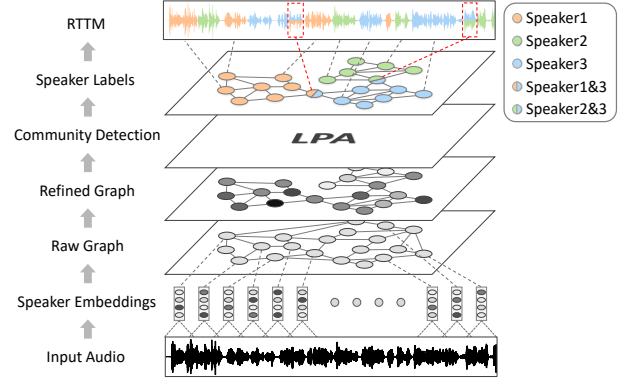 RTTM
Speaker Labels
Community Detection
LPA
Refined Graph
Raw Graph
Speaker Embeddings
Input Audio
Speaker1
Speaker2
Speaker3
Speaker1&3
Speaker2&3